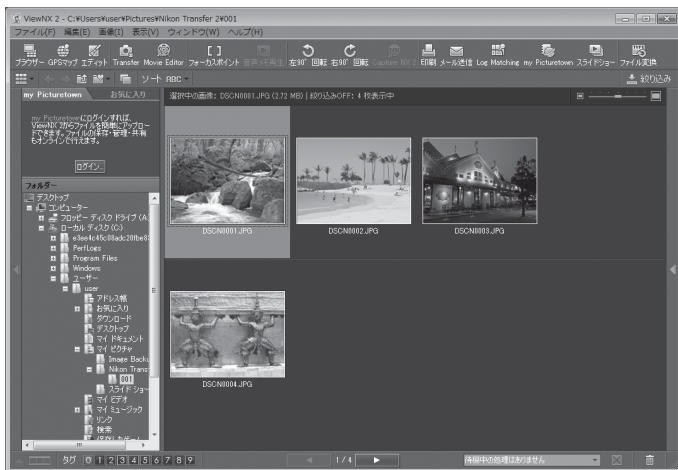 ViewNX 2 - C:¥Users¥user¥Pictures¥Nikon Transfer 2¥001
ファイル(F) 編集(E) 画像(I) 表示(V) ウィンドウ(W) ヘルプ(H)
ブラウザー GPSマップ エディット Transfer Movie Editor フォーカスポイント 音声メモ再生 左90° 回転 右90° 回転 Capture NX 2 印刷 メール送信 Log Matching my Picturetown スライドショー ファイル変換
ソート ABC 絞り込み
my Picturetown お気に入り
選択中の画像: DSCN0001.JPG (2.72 MB) | 絞り込みOFF: 4 枚表示中
my Picturetownにログインすれば、
ViewNX 2からファイルを簡単にアップロー
ドできます。ファイルの保存・管理・共有
もオンラインで行えます。
ログイン...
フォルダー
デスクトップ
コンピューター
フロッピー ディスク ドライブ (A:
ローカル ディスク (C:)
PerfLogs
Program Files
Windows
ユーザー
user
アドレス帳
お気に入り
ダウンロード
デスクトップ
マイ ドキュメント
マイ ピクチャ
Image Backu
Nikon Trans
001
スライド ショー
マイ ビデオ
マイ ミュージック
リンク
検索
DSCN0001.JPG
DSCN0002.JPG
DSCN0003.JPG
DSCN0004.JPG
タグ 0 1 2 3 4 5 6 7 8 9
1 / 4
待機中の処理はありません